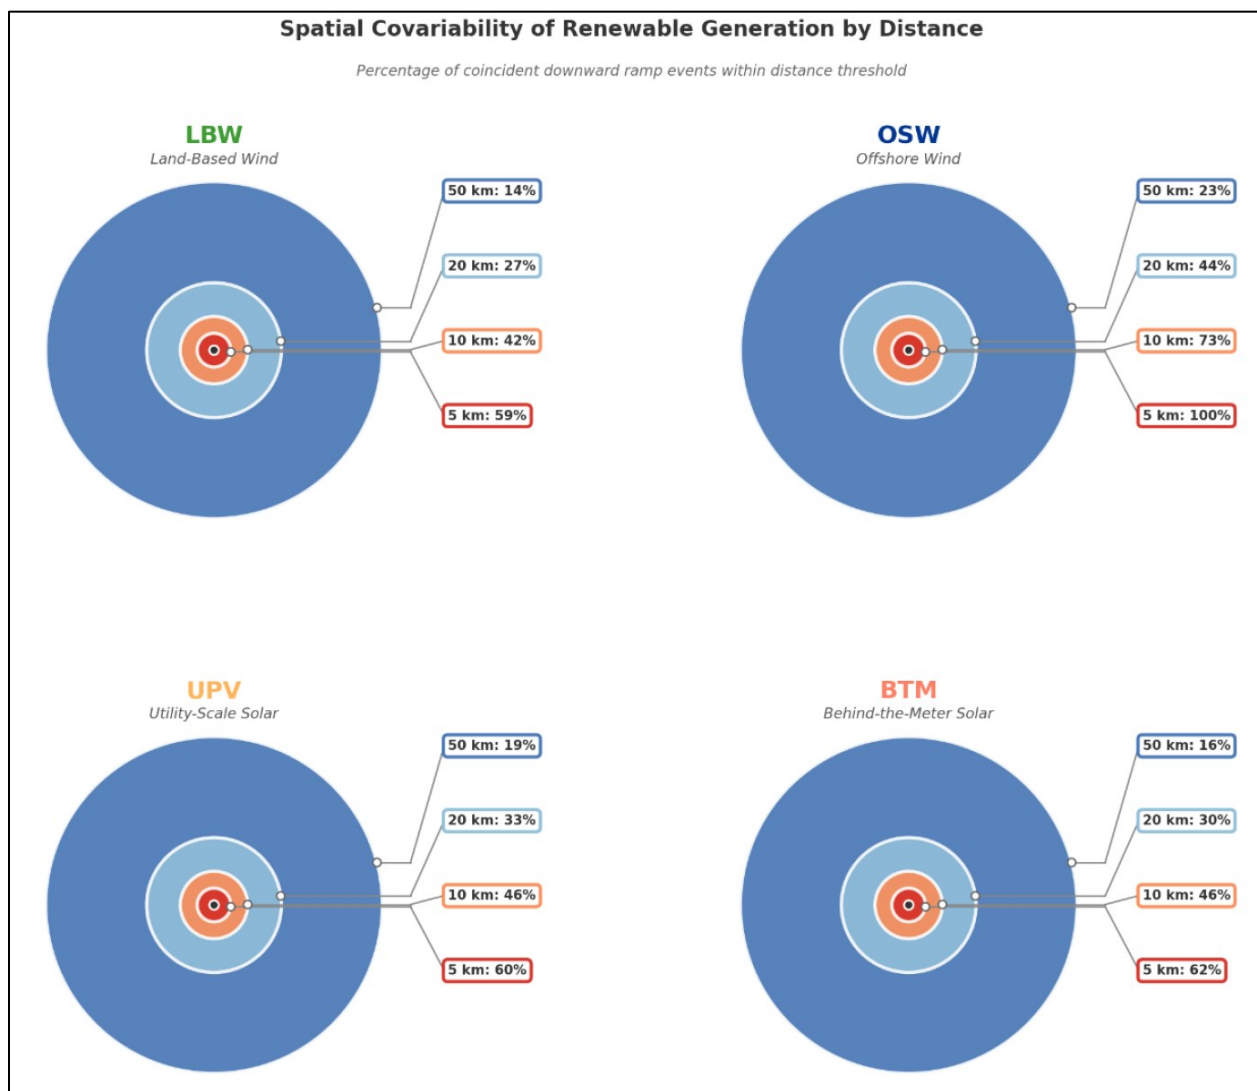 Spatial Covariability of Renewable Generation by Distance
Percentage of coincident downward ramp events within distance threshold
LBW
Land-Based Wind
50 km: 14%
20 km: 27%
10 km: 42%
5 km: 59%
OSW
Offshore Wind
50 km: 23%
20 km: 44%
10 km: 73%
5 km: 100%
UPV
Utility-Scale Solar
50 km: 19%
20 km: 33%
10 km: 46%
5 km: 60%
BTM
Behind-the-Meter Solar
50 km: 16%
20 km: 30%
10 km: 46%
5 km: 62%